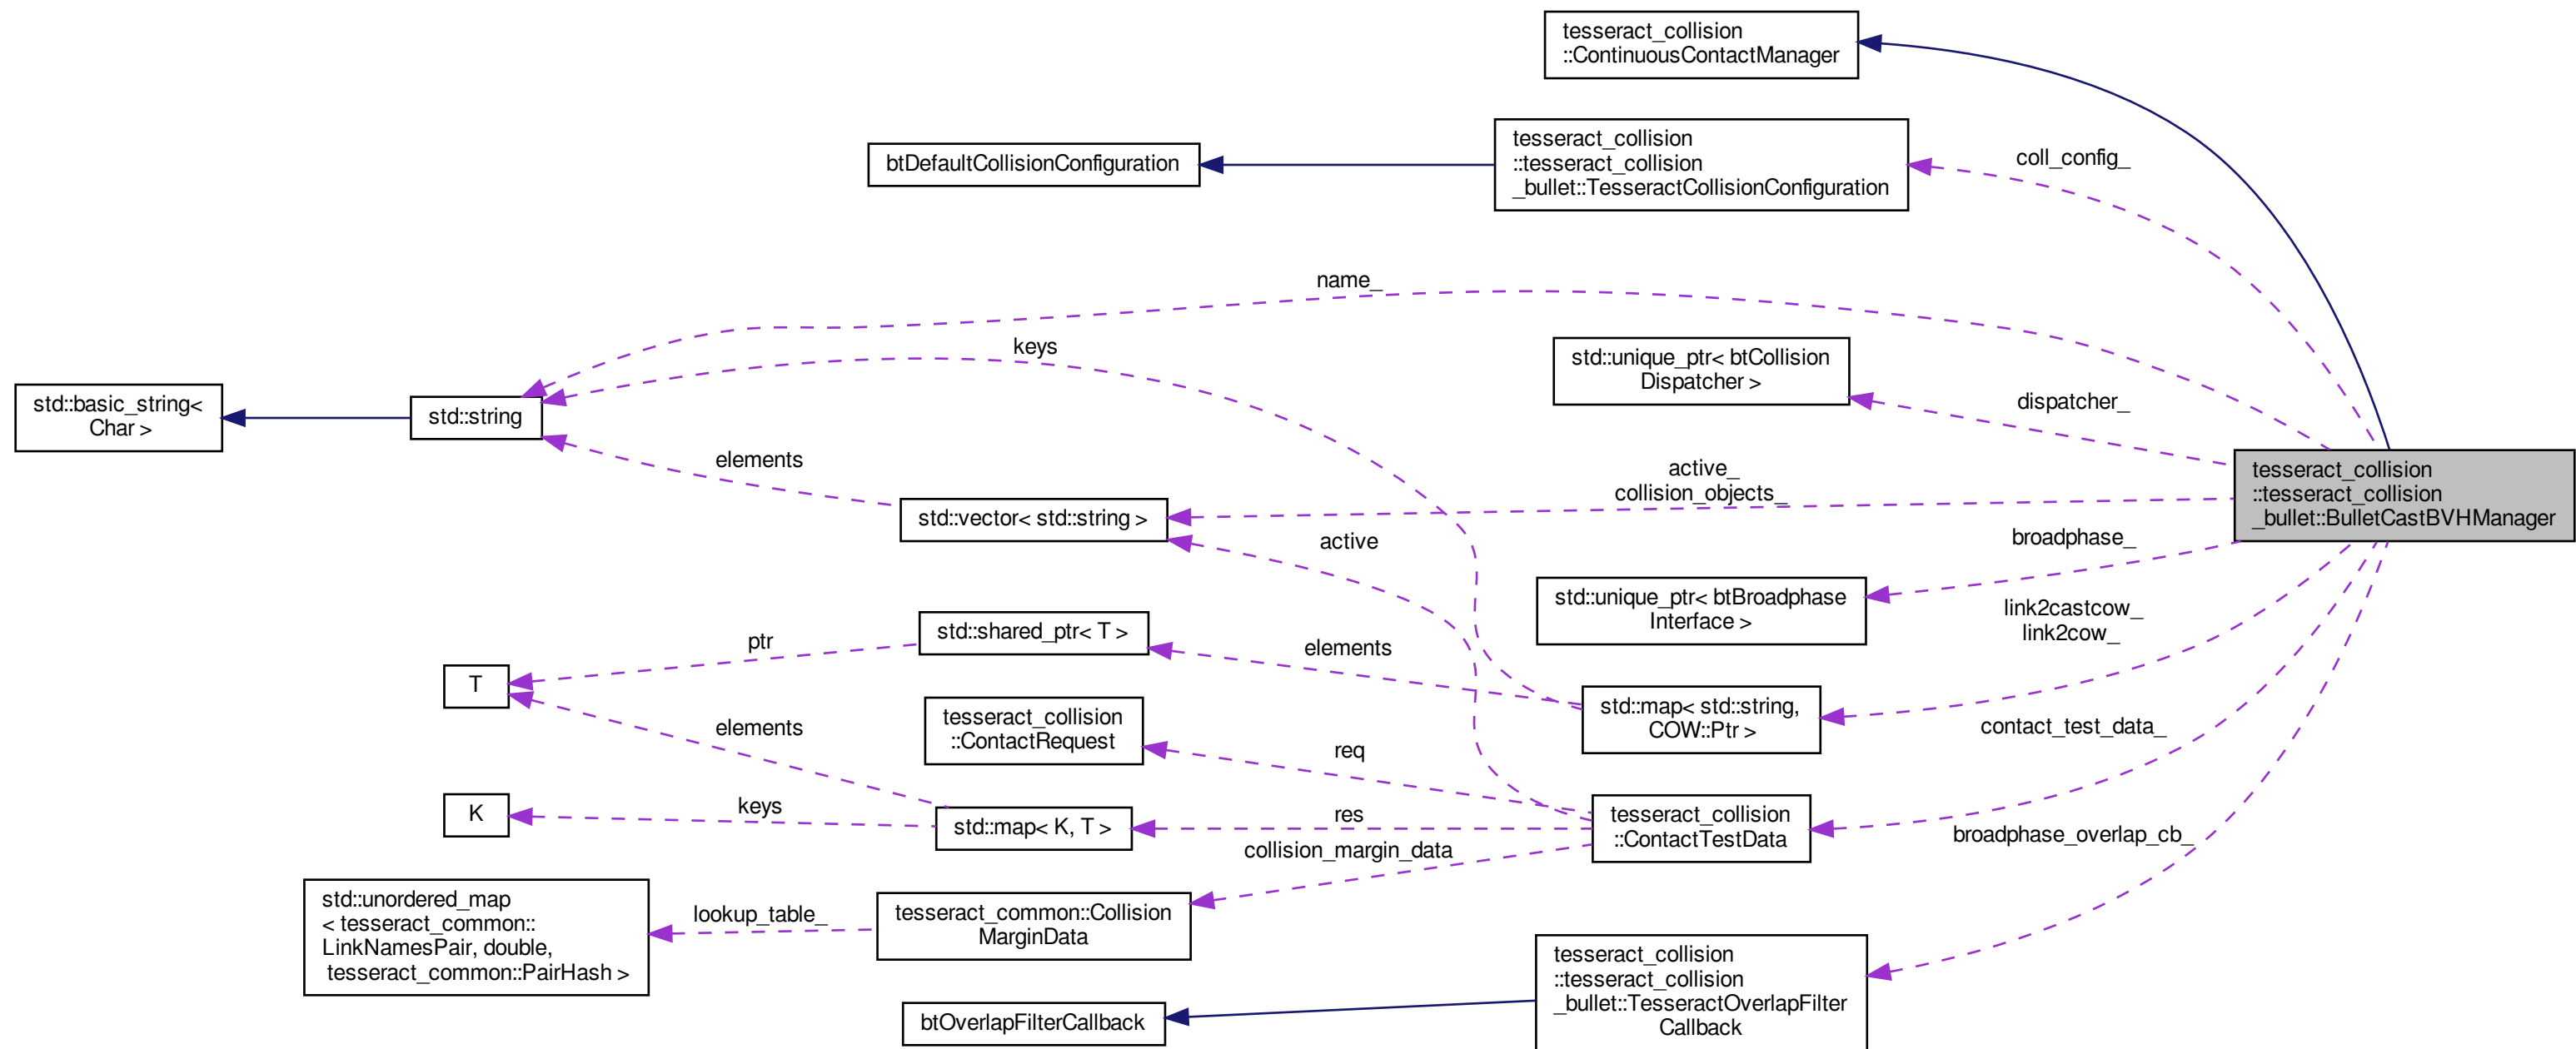 tesseract_collision
::ContinuousContactManager
btDefaultCollisionConfiguration
tesseract_collision
::tesseract_collision
_bullet::TesseractCollisionConfiguration
coll_config_
name_
keys
std::unique_ptr< btCollision
Dispatcher >
dispatcher_
std::basic_string<
Char >
std::string
elements
std::vector< std::string >
active_
collision_objects_
tesseract_collision
::tesseract_collision
_bullet::BulletCastBVHManager
active
broadphase_
std::unique_ptr< btBroadphase
Interface >
link2castcow_
link2cow_
std::shared_ptr< T >
ptr
T
elements
std::map< std::string,
COW::Ptr >
tesseract_collision
::ContactRequest
req
contact_test_data_
elements
K
keys
std::map< K, T >
res
tesseract_collision
::ContactTestData
collision_margin_data
broadphase_overlap_cb_
std::unordered_map
< tesseract_common::
LinkNamesPair, double,
tesseract_common::PairHash >
lookup_table_
tesseract_common::Collision
MarginData
btOverlapFilterCallback
tesseract_collision
::tesseract_collision
_bullet::TesseractOverlapFilter
Callback